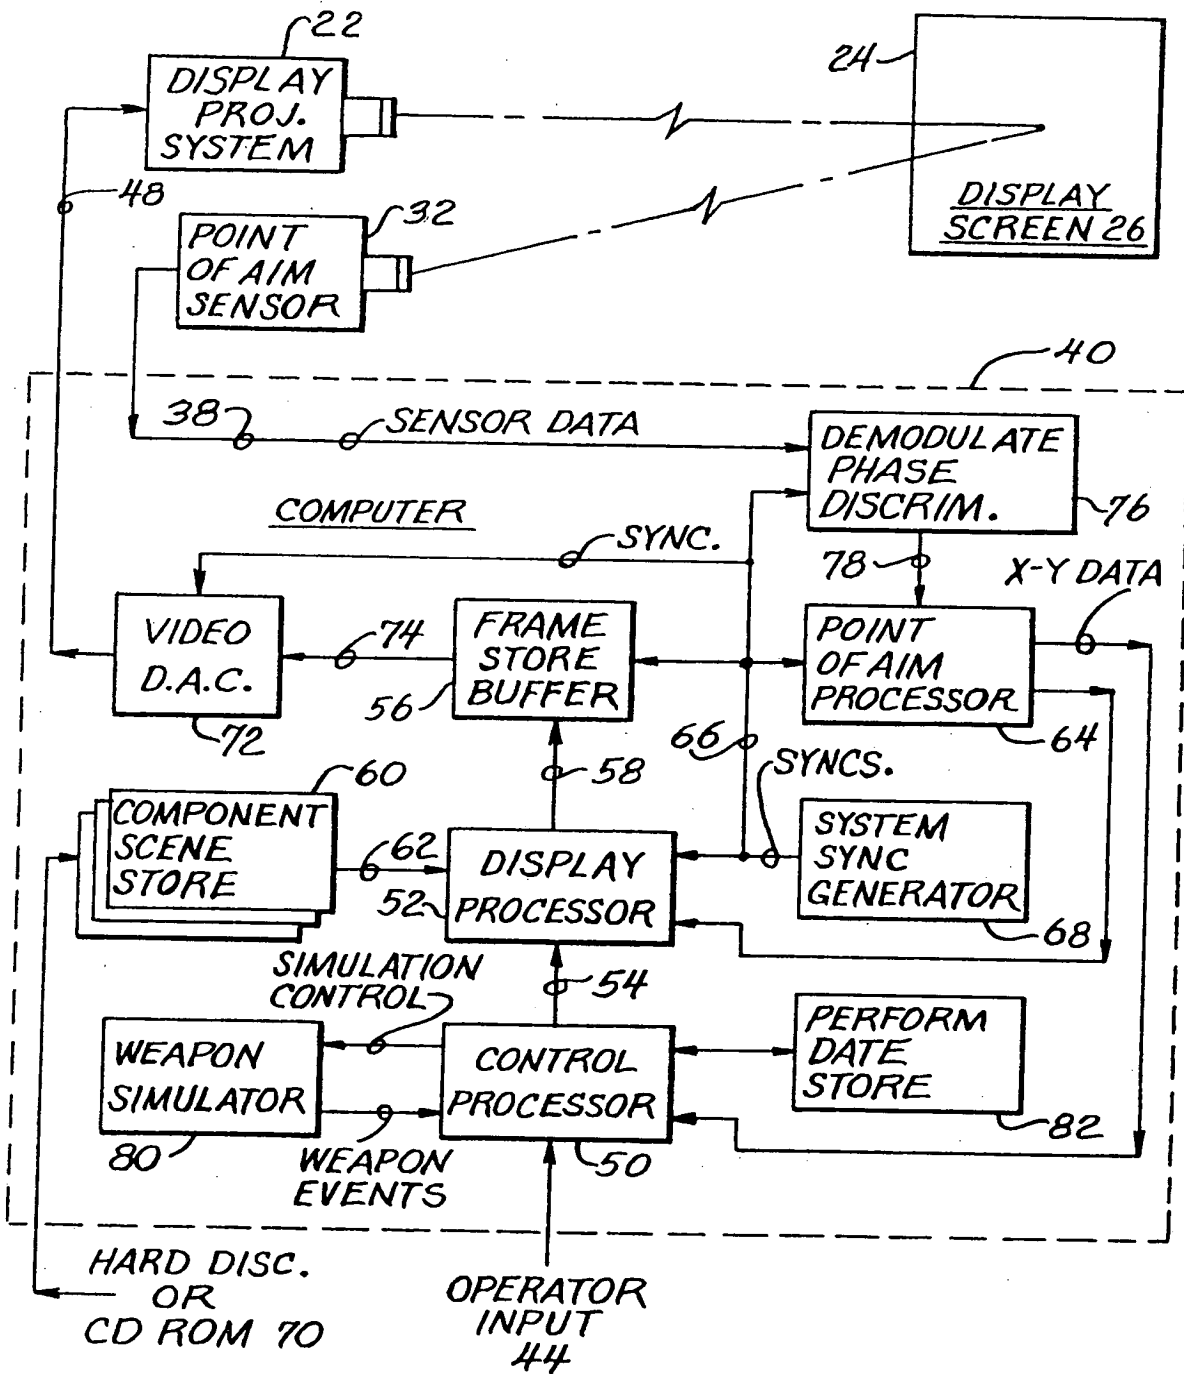 22
DISPLAY
PROJ.
SYSTEM
24
DISPLAY
SCREEN 26
48
32
POINT
OF AIM
SENSOR
40
38
SENSOR DATA
DEMODULATE
PHASE
DISCRIM.
76
COMPUTER
SYNC.
78
X-Y DATA
VIDEO
D.A.C.
72
74
FRAME
STORE
BUFFER
56
POINT
OF AIM
PROCESSOR
64
66
58
SYNCS.
60
COMPONENT
SCENE
STORE
62
DISPLAY
PROCESSOR
52
SYSTEM
SYNC
GENERATOR
68
SIMULATION
CONTROL
54
WEAPON
SIMULATOR
80
CONTROL
PROCESSOR
50
PERFORM
DATE
STORE
82
WEAPON
EVENTS
HARD DISC.
OR
CD ROM 70
OPERATOR
INPUT
44